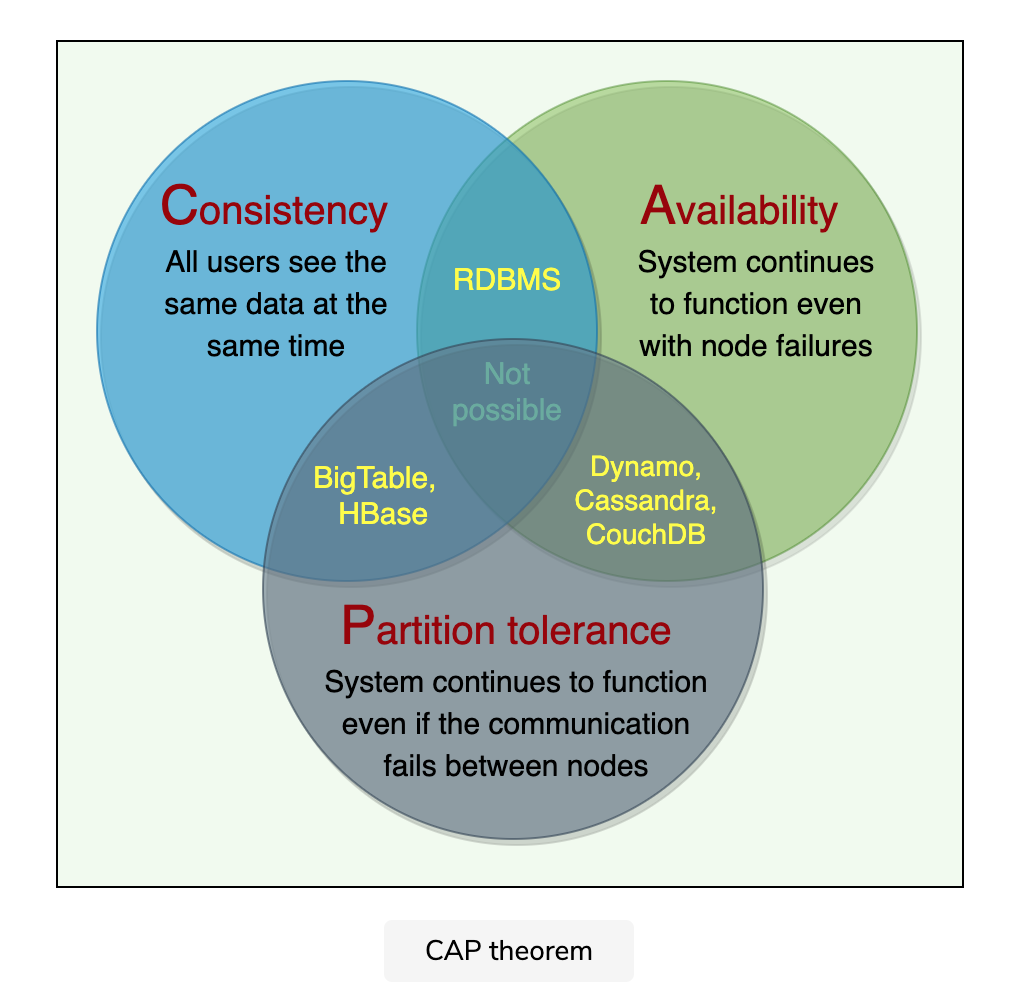 Consistency
All users see the
same data at the
same time
Availability
System continues
to function even
with node failures
RDBMS
Not
possible
BigTable,
HBase
Dynamo,
Cassandra,
CouchDB
Partition tolerance
System continues to function
even if the communication
fails between nodes
CAP theorem